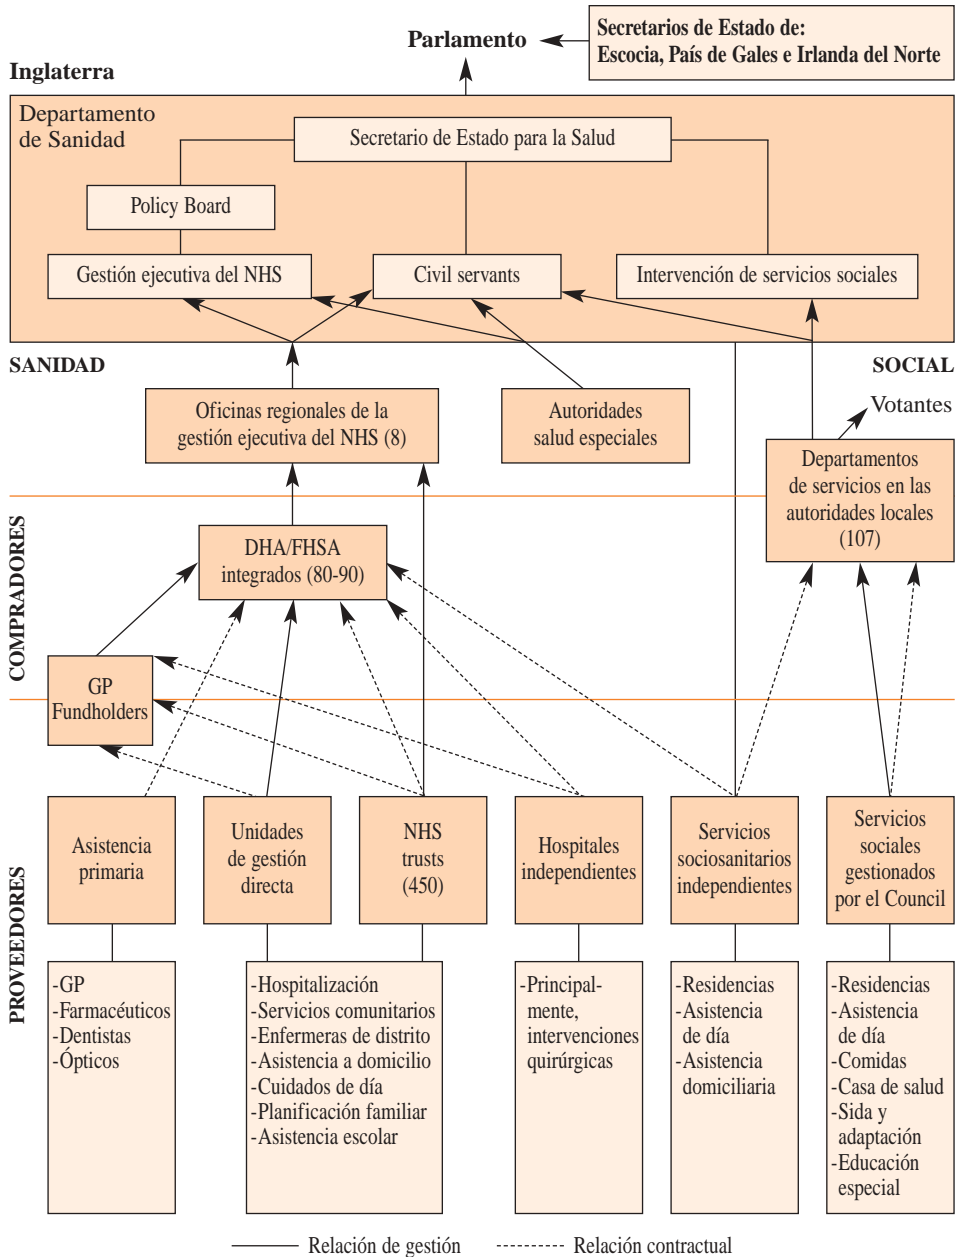 Secretarios de Estado de:
Escocia, País de Gales e Irlanda del Norte
Parlamento
Inglaterra
Departamento
de Sanidad
Secretario de Estado para la Salud
Policy Board
Gestión ejecutiva del NHS
Civil servants
Intervención de servicios sociales
SANIDAD
SOCIAL
Oficinas regionales de la
gestión ejecutiva del NHS (8)
Autoridades
salud especiales
Votantes
Departamentos
de servicios en las
autoridades locales
(107)
COMPRADORES
DHA/FHSA
integrados (80-90)
GP
Fundholders
PROVEEDORES
Asistencia
primaria
Unidades
de gestión
directa
NHS
trusts
(450)
Hospitales
independientes
Servicios
sociosanitarios
independientes
Servicios
sociales
gestionados
por el Council
-GP
-Farmacéuticos
-Dentistas
-Ópticos
-Hospitalización
-Servicios comunitarios
-Enfermeras de distrito
-Asistencia a domicilio
-Cuidados de día
-Planificación familiar
-Asistencia escolar
-Principal-
mente,
intervenciones
quirúrgicas
-Residencias
-Asistencia
de día
-Asistencia
domiciliaria
-Residencias
-Asistencia
de día
-Comidas
-Casa de salud
-Sida y
adaptación
-Educación
especial
Relación de gestión
Relación contractual